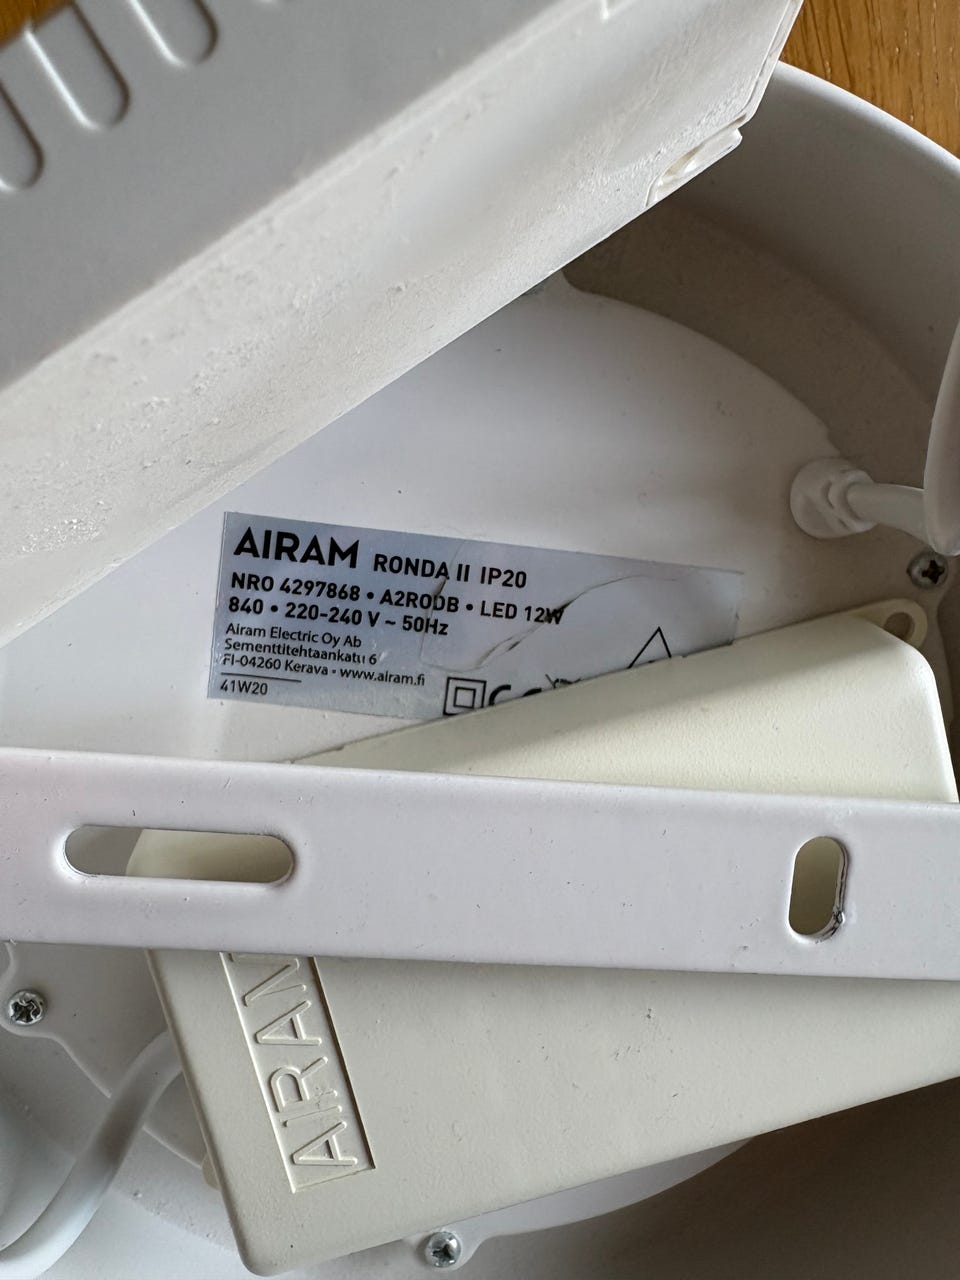 AIRAM RONDA II IP20
NRO 4297868 • A2RODB • LED 12W
840 • 220-240 V ~ 50Hz
Airam Electric Oy Ab
Sementtitehtaankatu 6
FI-04260 Kerava • www.airam.fi
41W20
AIRAM